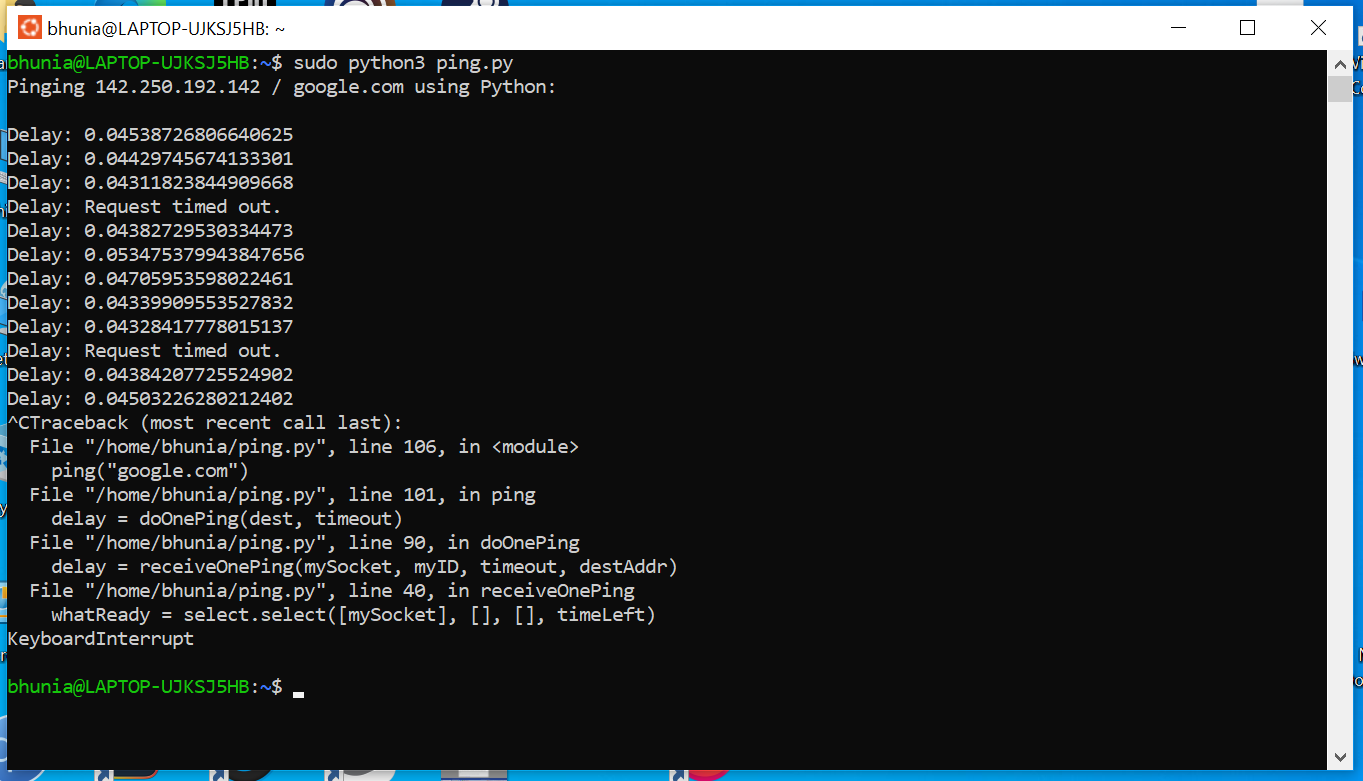 bhunia@LAPTOP-UJKSJ5HB: ~
bhunia@LAPTOP-UJKSJ5HB:~$ sudo python3 ping.py
Pinging 142.250.192.142 / google.com using Python:
Delay: 0.04538726806640625
Delay: 0.04429745674133301
Delay: 0.04311823844909668
Delay: Request timed out.
Delay: 0.04382729530334473
Delay: 0.053475379943847656
Delay: 0.04705953598022461
Delay: 0.04339909553527832
Delay: 0.04328417778015137
Delay: Request timed out.
Delay: 0.04384207725524902
Delay: 0.04503226280212402
^CTraceback (most recent call last):
  File "/home/bhunia/ping.py", line 106, in <module>
    ping("google.com")
  File "/home/bhunia/ping.py", line 101, in ping
    delay = doOnePing(dest, timeout)
  File "/home/bhunia/ping.py", line 90, in doOnePing
    delay = receiveOnePing(mySocket, myID, timeout, destAddr)
  File "/home/bhunia/ping.py", line 40, in receiveOnePing
    whatReady = select.select([mySocket], [], [], timeLeft)
KeyboardInterrupt
bhunia@LAPTOP-UJKSJ5HB:~$